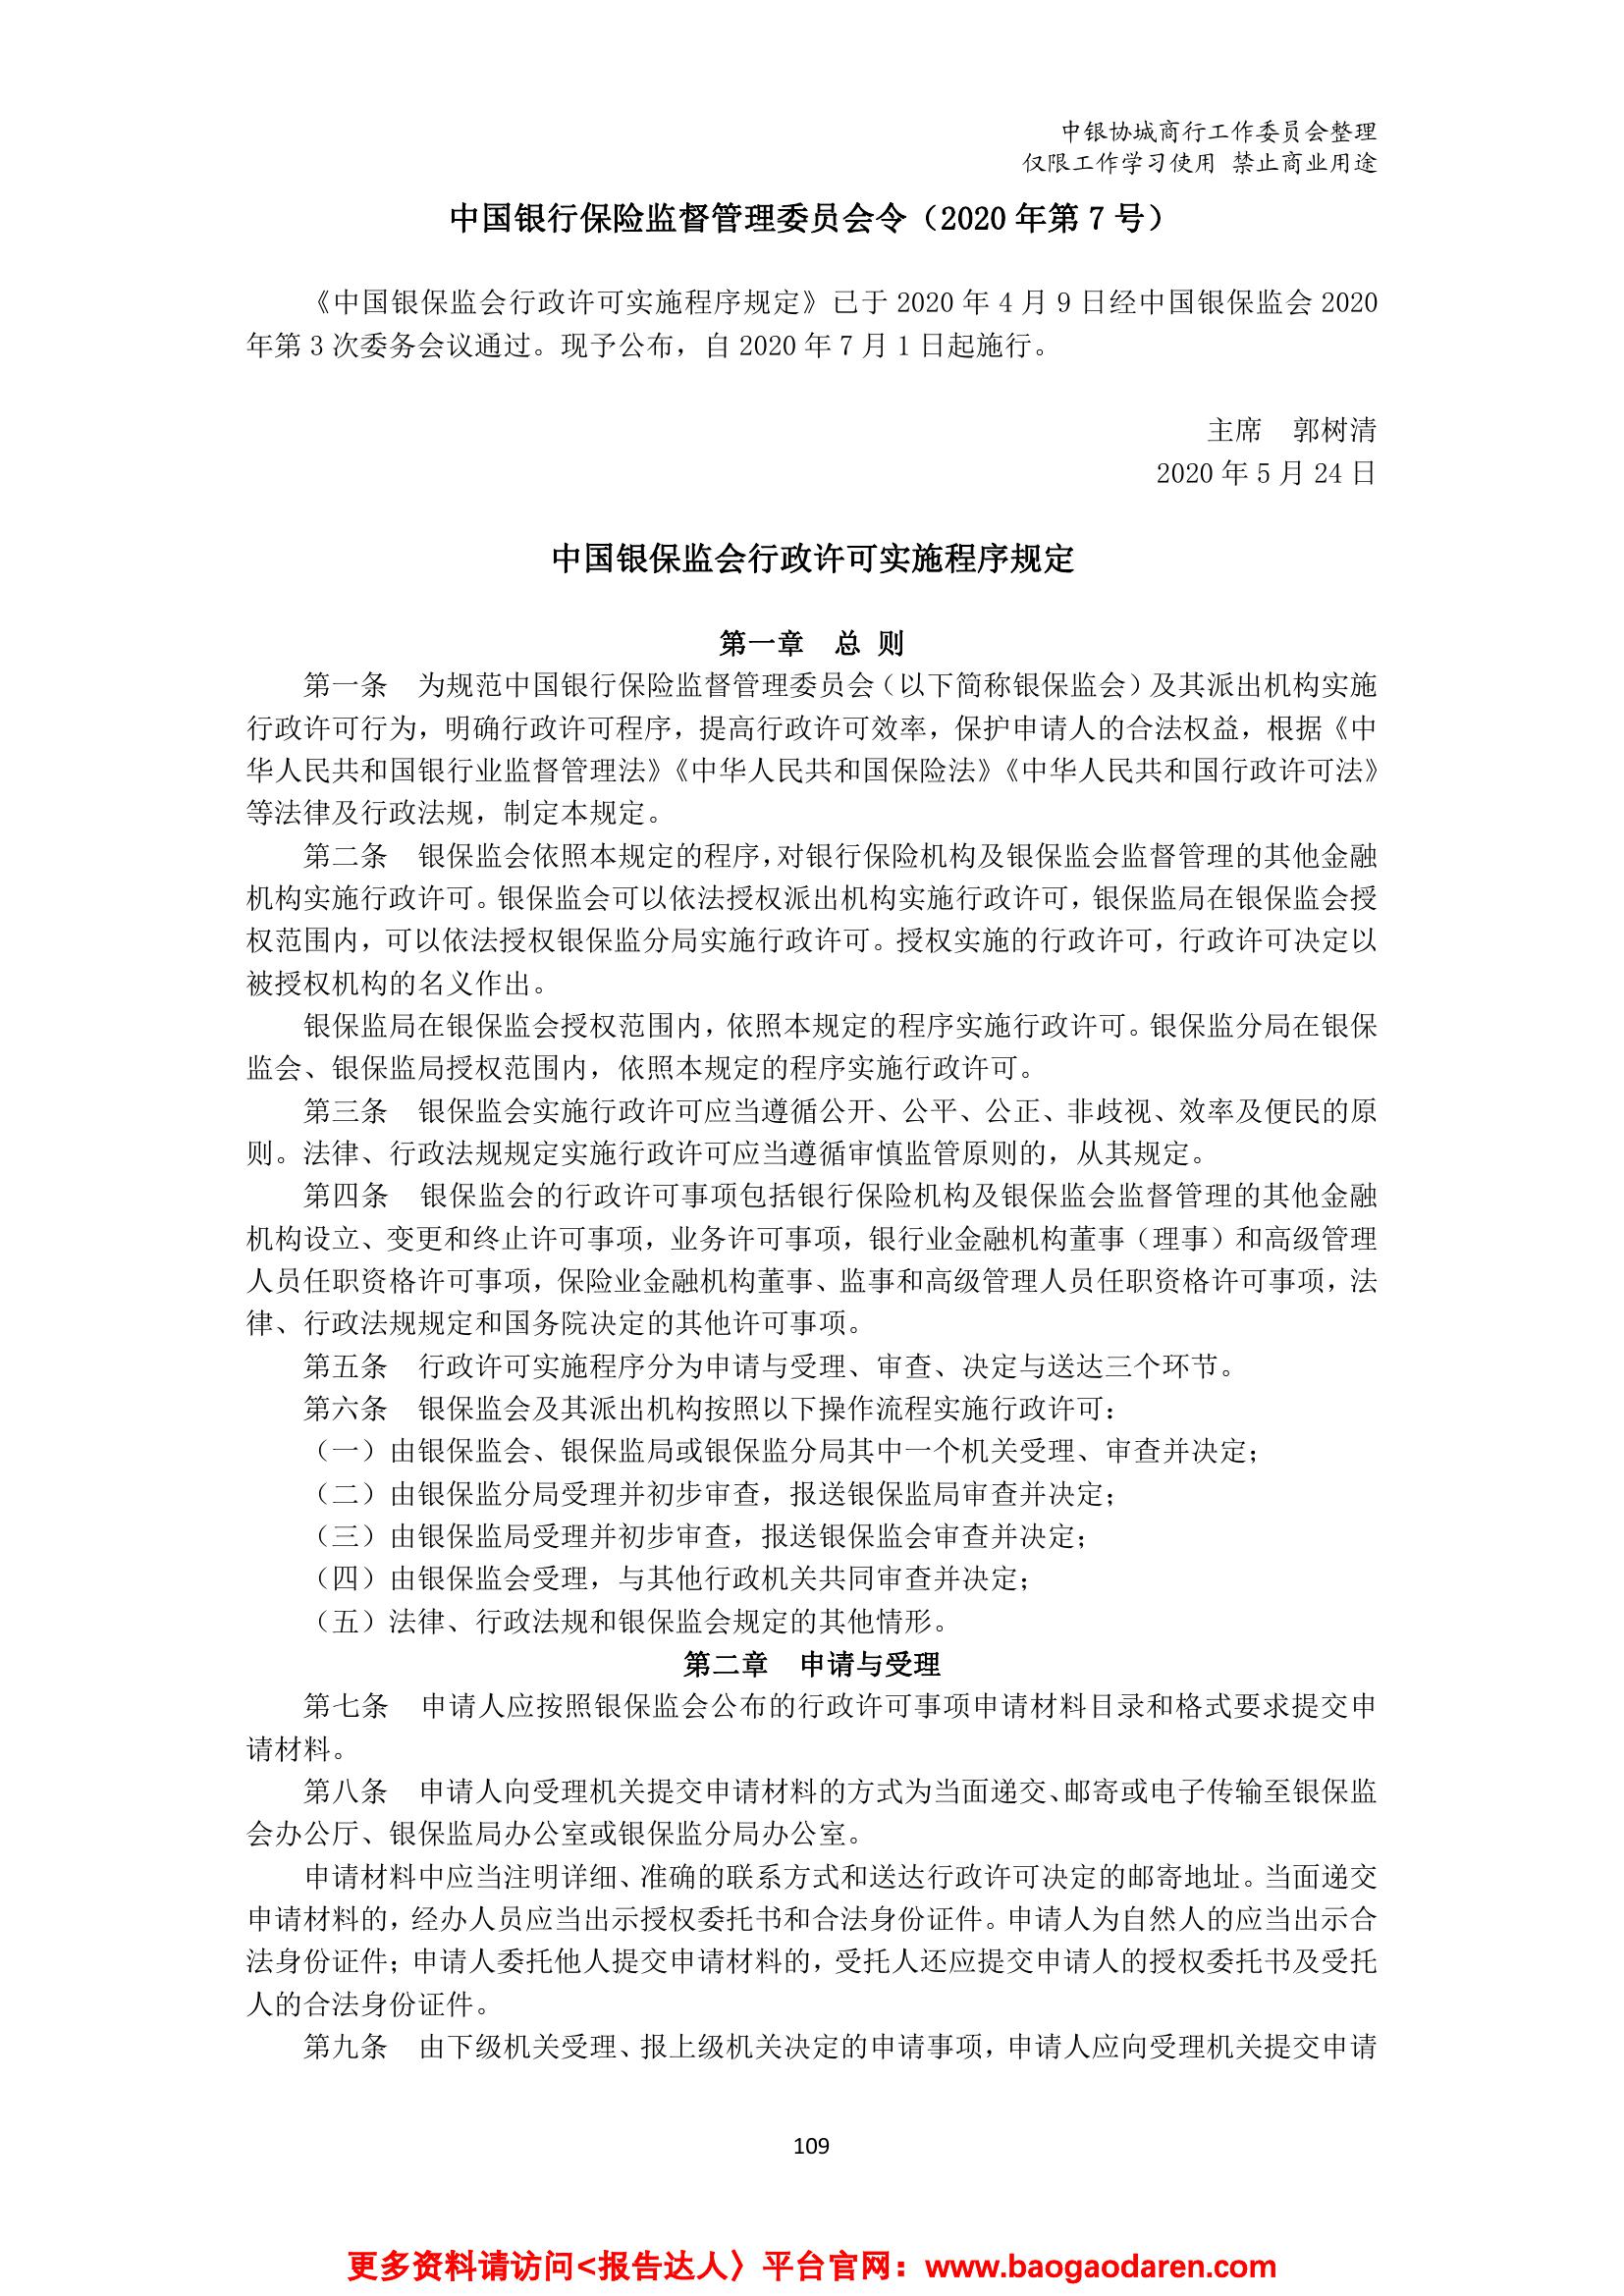 中银协城商行工作委员会整理
仅限工作学习使用 禁止商业用途
中国银行保险监督管理委员会令（2020 年第 7 号）
《中国银保监会行政许可实施程序规定》已于 2020 年 4 月 9 日经中国银保监会 2020
年第 3 次委务会议通过。现予公布，自 2020 年 7 月 1 日起施行。
主席　郭树清
2020 年 5 月 24 日
中国银保监会行政许可实施程序规定
第一章　总 则
第一条　为规范中国银行保险监督管理委员会（以下简称银保监会）及其派出机构实施
行政许可行为，明确行政许可程序，提高行政许可效率，保护申请人的合法权益，根据《中
华人民共和国银行业监督管理法》《中华人民共和国保险法》《中华人民共和国行政许可法》
等法律及行政法规，制定本规定。
第二条　银保监会依照本规定的程序，对银行保险机构及银保监会监督管理的其他金融
机构实施行政许可。银保监会可以依法授权派出机构实施行政许可，银保监局在银保监会授
权范围内，可以依法授权银保监分局实施行政许可。授权实施的行政许可，行政许可决定以
被授权机构的名义作出。
银保监局在银保监会授权范围内，依照本规定的程序实施行政许可。银保监分局在银保
监会、银保监局授权范围内，依照本规定的程序实施行政许可。
第三条　银保监会实施行政许可应当遵循公开、公平、公正、非歧视、效率及便民的原
则。法律、行政法规规定实施行政许可应当遵循审慎监管原则的，从其规定。
第四条　银保监会的行政许可事项包括银行保险机构及银保监会监督管理的其他金融
机构设立、变更和终止许可事项，业务许可事项，银行业金融机构董事（理事）和高级管理
人员任职资格许可事项，保险业金融机构董事、监事和高级管理人员任职资格许可事项，法
律、行政法规规定和国务院决定的其他许可事项。
第五条　行政许可实施程序分为申请与受理、审查、决定与送达三个环节。
第六条　银保监会及其派出机构按照以下操作流程实施行政许可：
（一）由银保监会、银保监局或银保监分局其中一个机关受理、审查并决定；
（二）由银保监分局受理并初步审查，报送银保监局审查并决定；
（三）由银保监局受理并初步审查，报送银保监会审查并决定；
（四）由银保监会受理，与其他行政机关共同审查并决定；
（五）法律、行政法规和银保监会规定的其他情形。
第二章　申请与受理
第七条　申请人应按照银保监会公布的行政许可事项申请材料目录和格式要求提交申
请材料。
第八条　申请人向受理机关提交申请材料的方式为当面递交、邮寄或电子传输至银保监
会办公厅、银保监局办公室或银保监分局办公室。
申请材料中应当注明详细、准确的联系方式和送达行政许可决定的邮寄地址。当面递交
申请材料的，经办人员应当出示授权委托书和合法身份证件。申请人为自然人的应当出示合
法身份证件；申请人委托他人提交申请材料的，受托人还应提交申请人的授权委托书及受托
人的合法身份证件。
第九条　由下级机关受理、报上级机关决定的申请事项，申请人应向受理机关提交申请
109
更多资料请访问<报告达人〉平台官网：www.baogaodaren.com